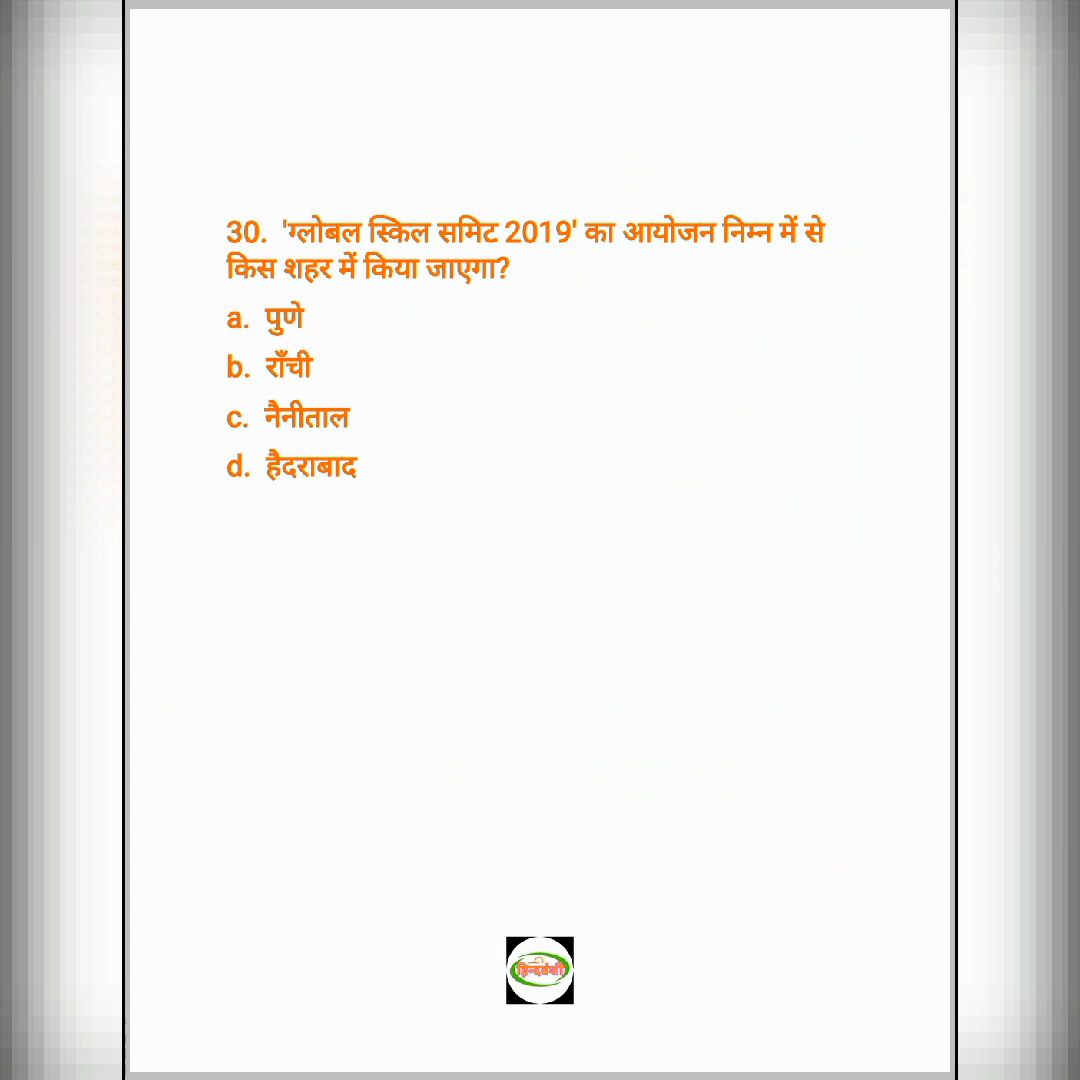 30. 'ग्लोबल स्किल समिट 2019' का आयोजन निम्न में से
किस शहर में किया जाएगा?
a. पुणे
b. राँची
c. नैनीताल
d. हैदराबाद